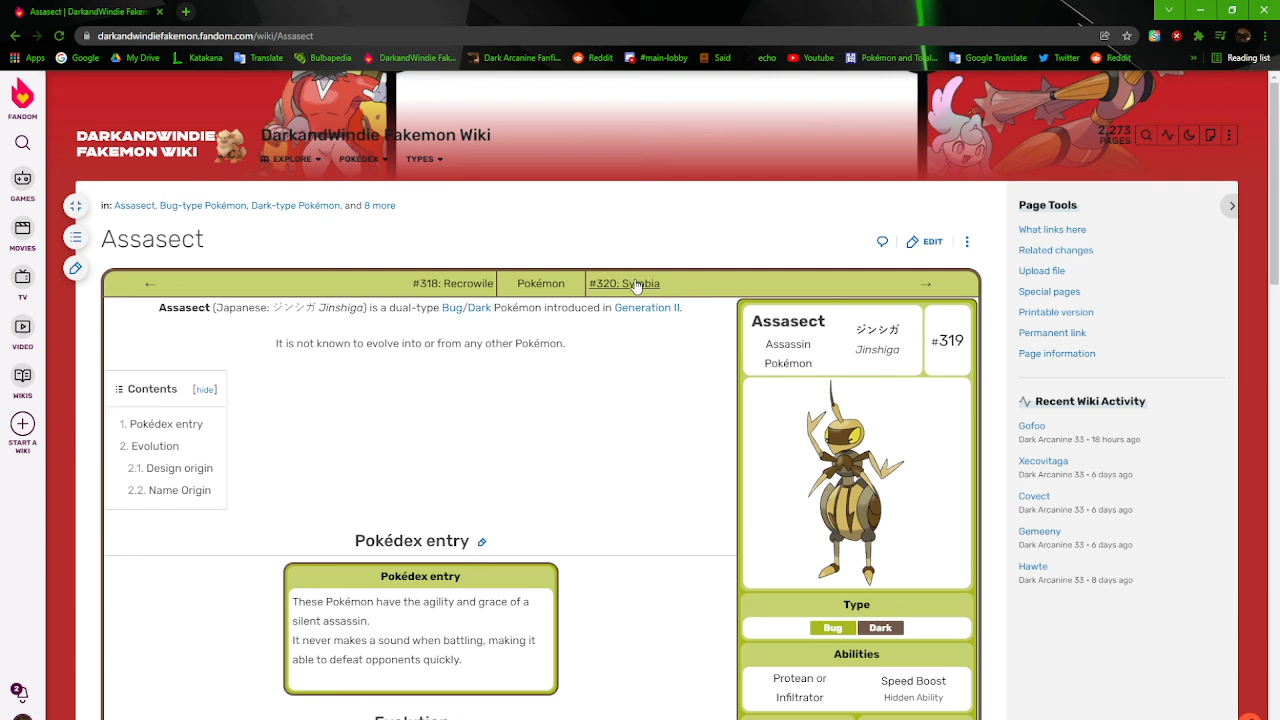 Assasect | DarkandWindie Fakem
darkandwindiefakemon.fandom.com/wiki/Assasect
Apps Google My Drive Katakana Translate Bulbapedia DarkandWindie Fak... Dark Arcanine Fanfi... Reddit #main-lobby Said echo YouTube Pokémon and Total... Google Translate Twitter Reddit » Reading list
FANDOM
GAMES
MOVIES
TV
VIDEO
WIKIS
START A
WIKI
2
DARKANDWINDIE
FAKEMON WIKI
DarkandWindie Fakemon Wiki
EXPLORE POKEDEX TYPES
2,273
PAGES
in: Assasect, Bug-type Pokémon, Dark-type Pokémon, and 8 more
Assasect
EDIT
← #318: Recrowile Pokémon →
Assasect (Japanese: ジンシガ Jinshiga) is a dual-type Bug/Dark Pokémon introduced in Generation II.
It is not known to evolve into or from any other Pokémon.
Contents [hide]
1. Pokédex entry
2. Evolution
2.1. Design origin
2.2. Name Origin
Pokédex entry
Pokédex entry
These Pokémon have the agility and grace of a
silent assassin.
It never makes a sound when battling, making it
able to defeat opponents quickly.
Evolution
Assasect
Assassin
Pokémon
ジンシガ
Jinshiga
#319
Type
Bug Dark
Abilities
Protean or
Infiltrator
Speed Boost
Hidden Ability
Page Tools
What links here
Related changes
Upload file
Special pages
Printable version
Permanent link
Page information
Recent Wiki Activity
Gofoo
Dark Arcanine 33 • 18 hours ago
Xecovitaga
Dark Arcanine 33 • 6 days ago
Covect
Dark Arcanine 33 • 6 days ago
Gemeeny
Dark Arcanine 33 • 6 days ago
Hawte
Dark Arcanine 33 • 8 days ago